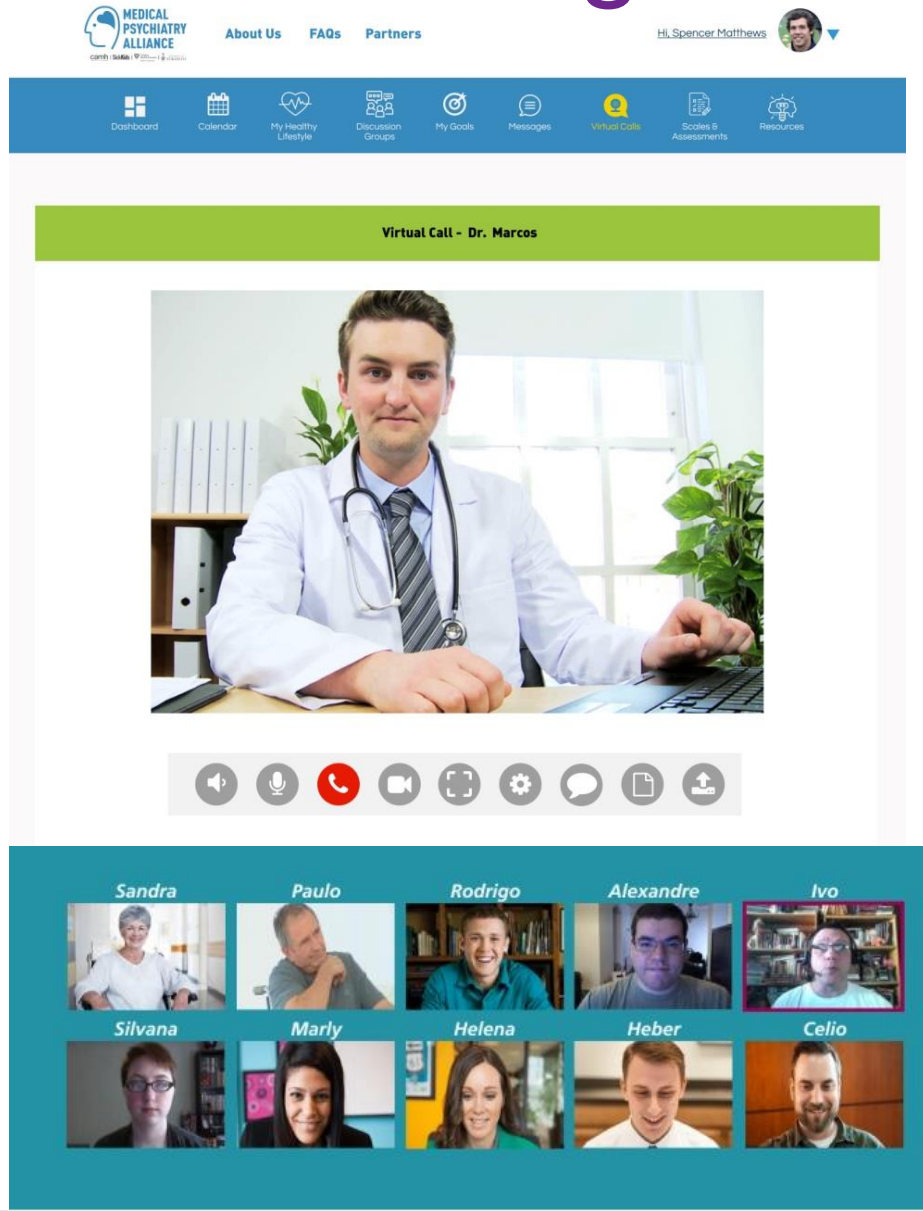 MEDICAL
PSYCHIATRY
ALLIANCE
camh | SickKids
About Us FAQs Partners
Hi, Spencer Matthews
Dashboard
Calendar
My Healthy
Lifestyle
Discussion
Groups
My Goals
Messages
Virtual Calls
Scales &
Assessments
Resources
Virtual Call - Dr. Marcos
Sandra Paulo Rodrigo Alexandre Ivo
Silvana Marly Helena Heber Celio